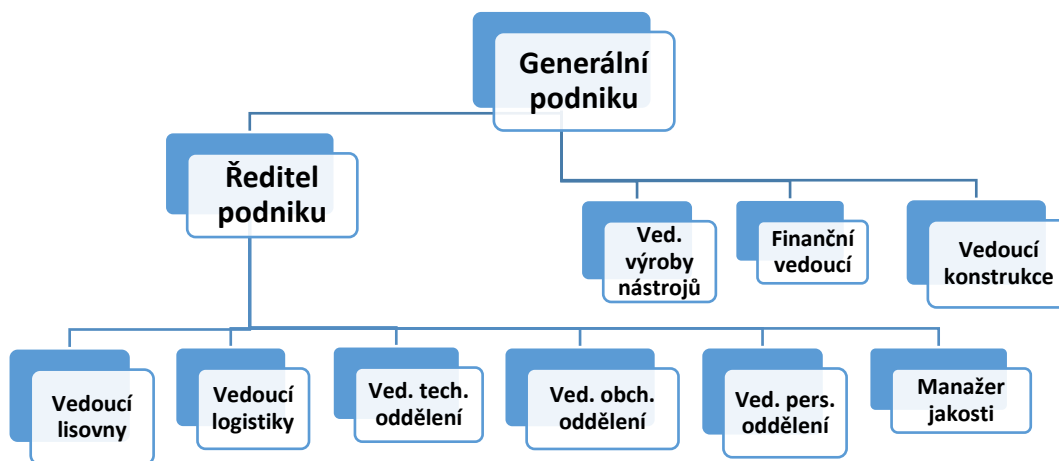 Generální
podniku
Ředitel
podniku
Ved.
výroby
nástrojů
Finanční
vedoucí
Vedoucí
konstrukce
Vedoucí
lisovny
Vedoucí
logistiky
Ved. tech.
oddělení
Ved. obch.
oddělení
Ved. pers.
oddělení
Manažer
jakosti